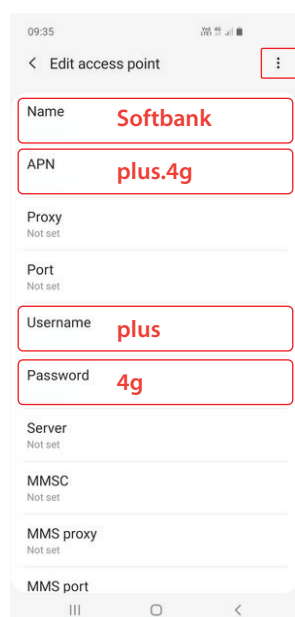 09:35
Edit access point
Name
Softbank
APN
plus.4g
Proxy
Not set
Port
Not set
Username
plus
Password
4g
Server
Not set
MMSC
Not set
MMS proxy
Not set
MMS port